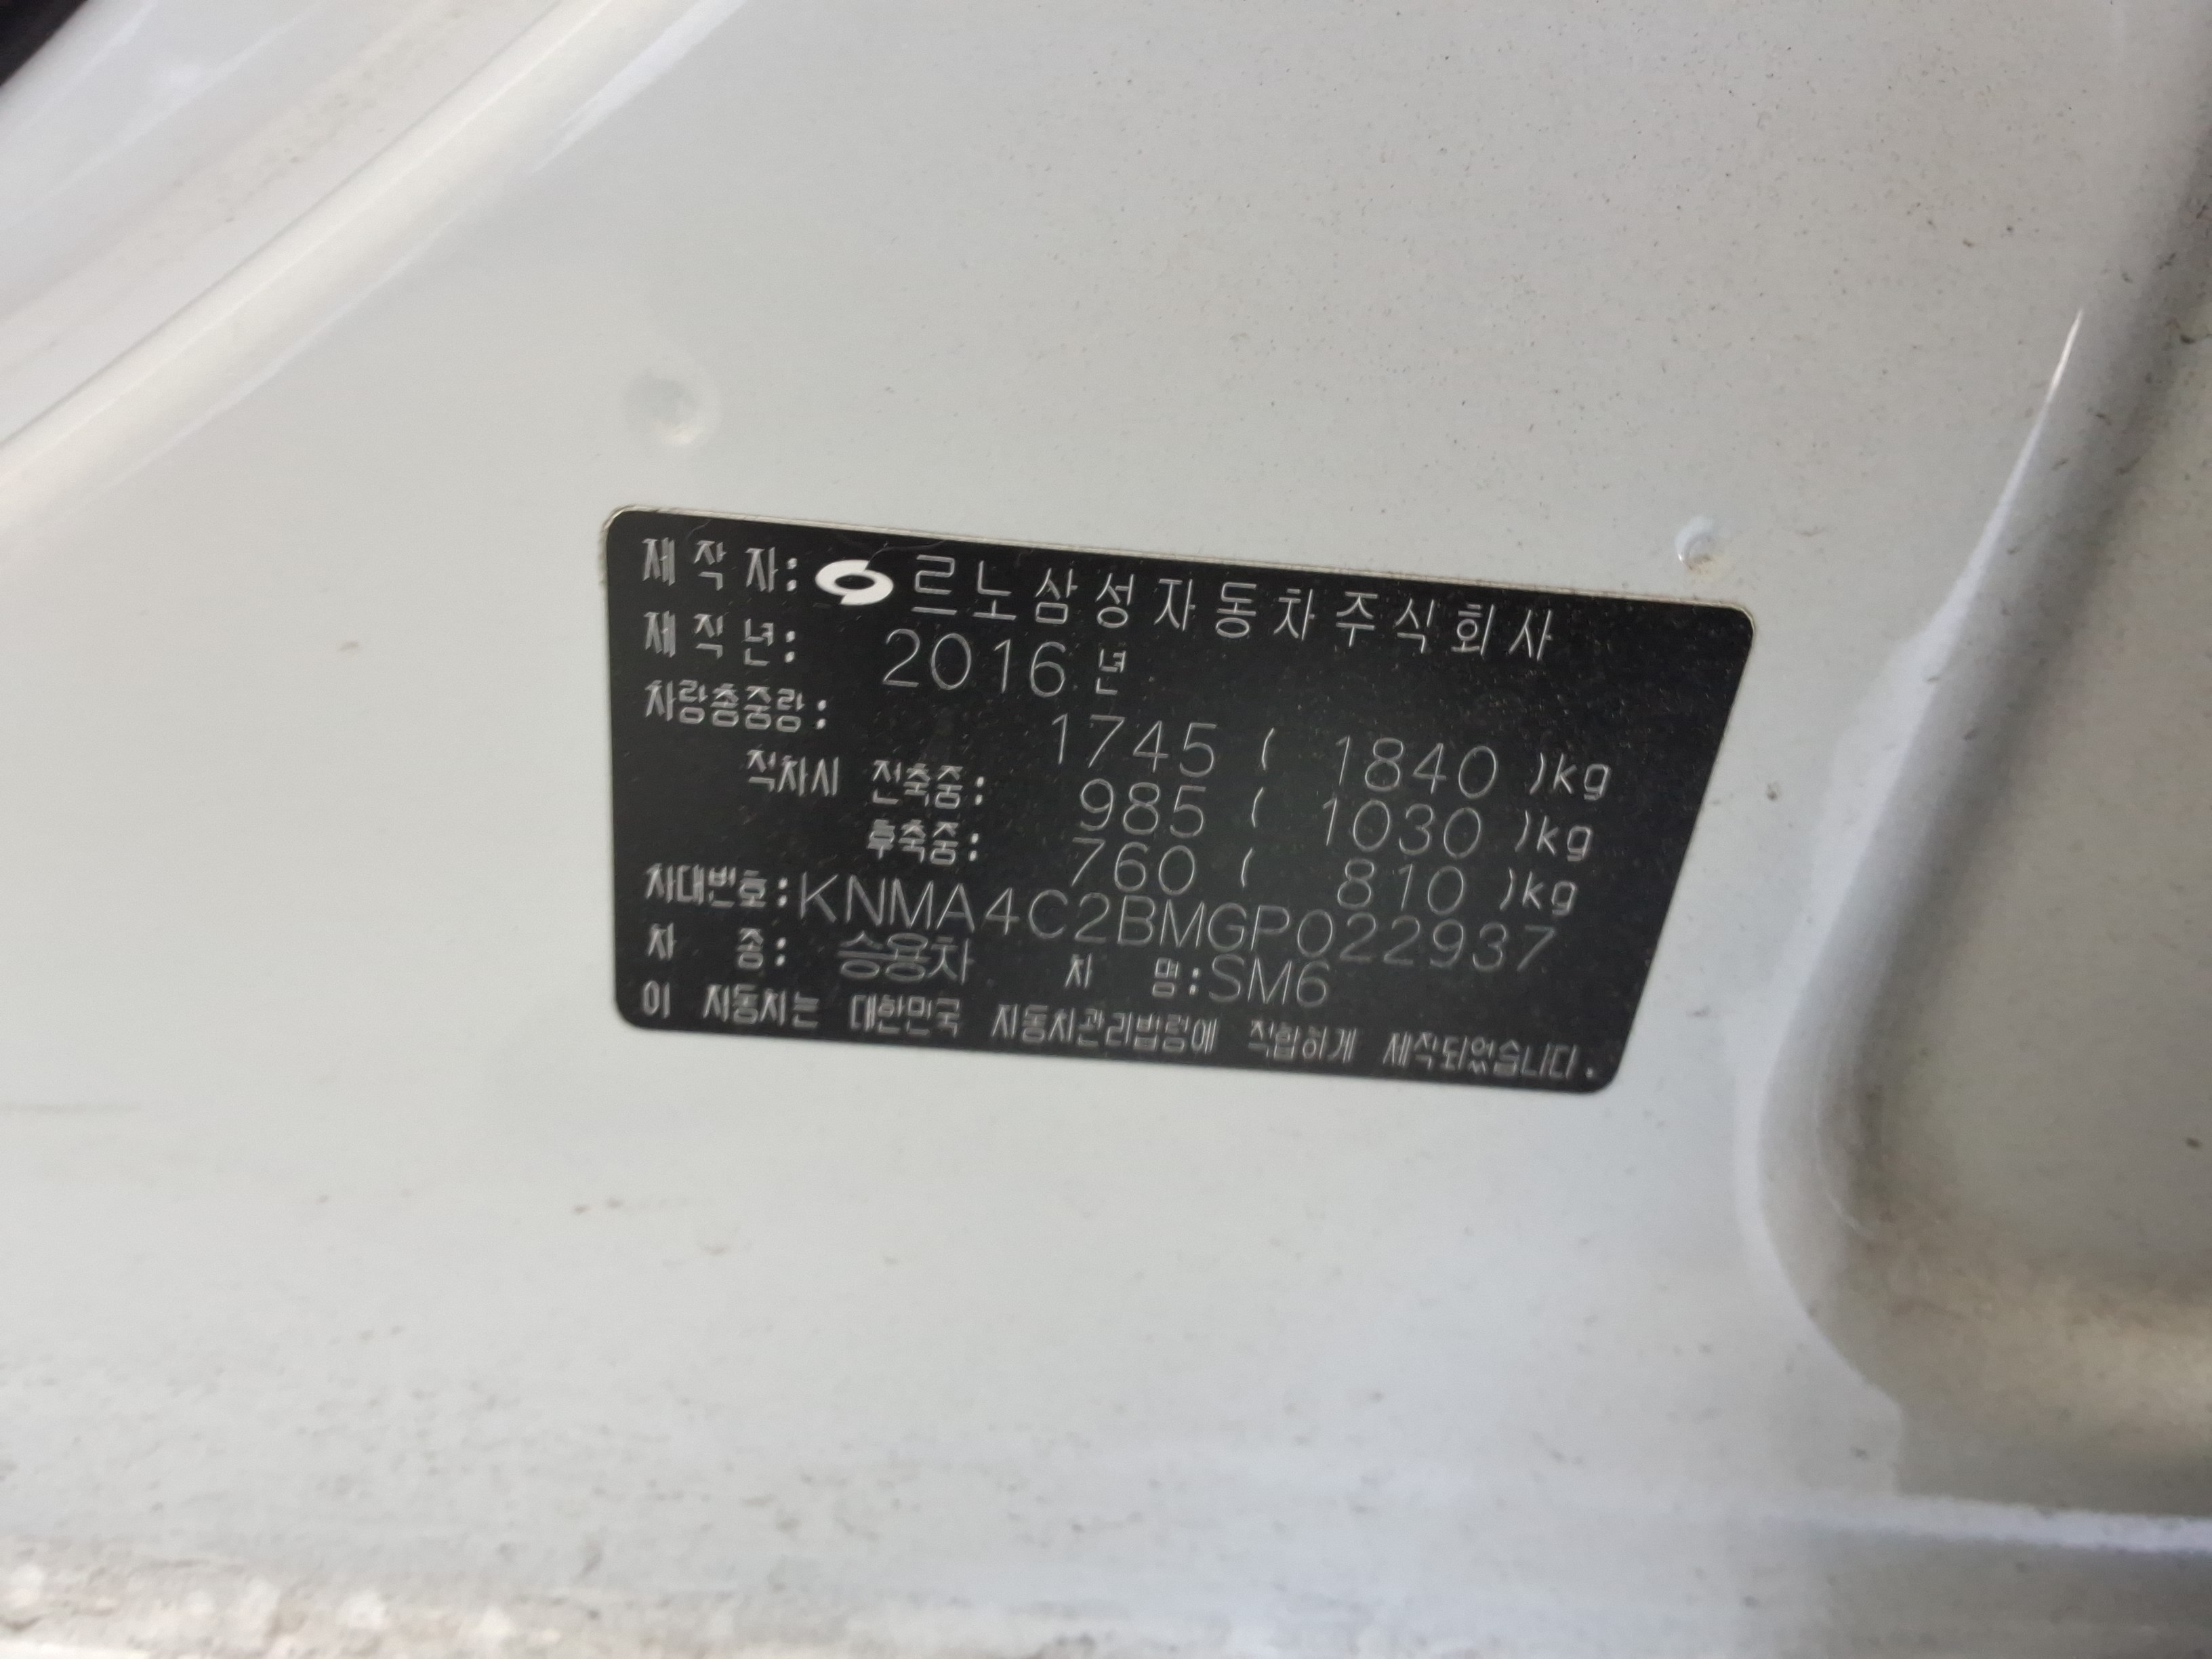 제 작 자: 르노삼성자동차주식회사
제 작 년: 2016 년
차량총중량: 1745 ( 1840 )kg
적차시 전축중: 985 ( 1030 )kg
후축중: 760 ( 810 )kg
차대번호: KNMA4C2BMGP022937
차 종: 승용차 차 명: SM6
이 자동차는 대한민국 자동차관리법령에 적합하게 제작되었습니다.